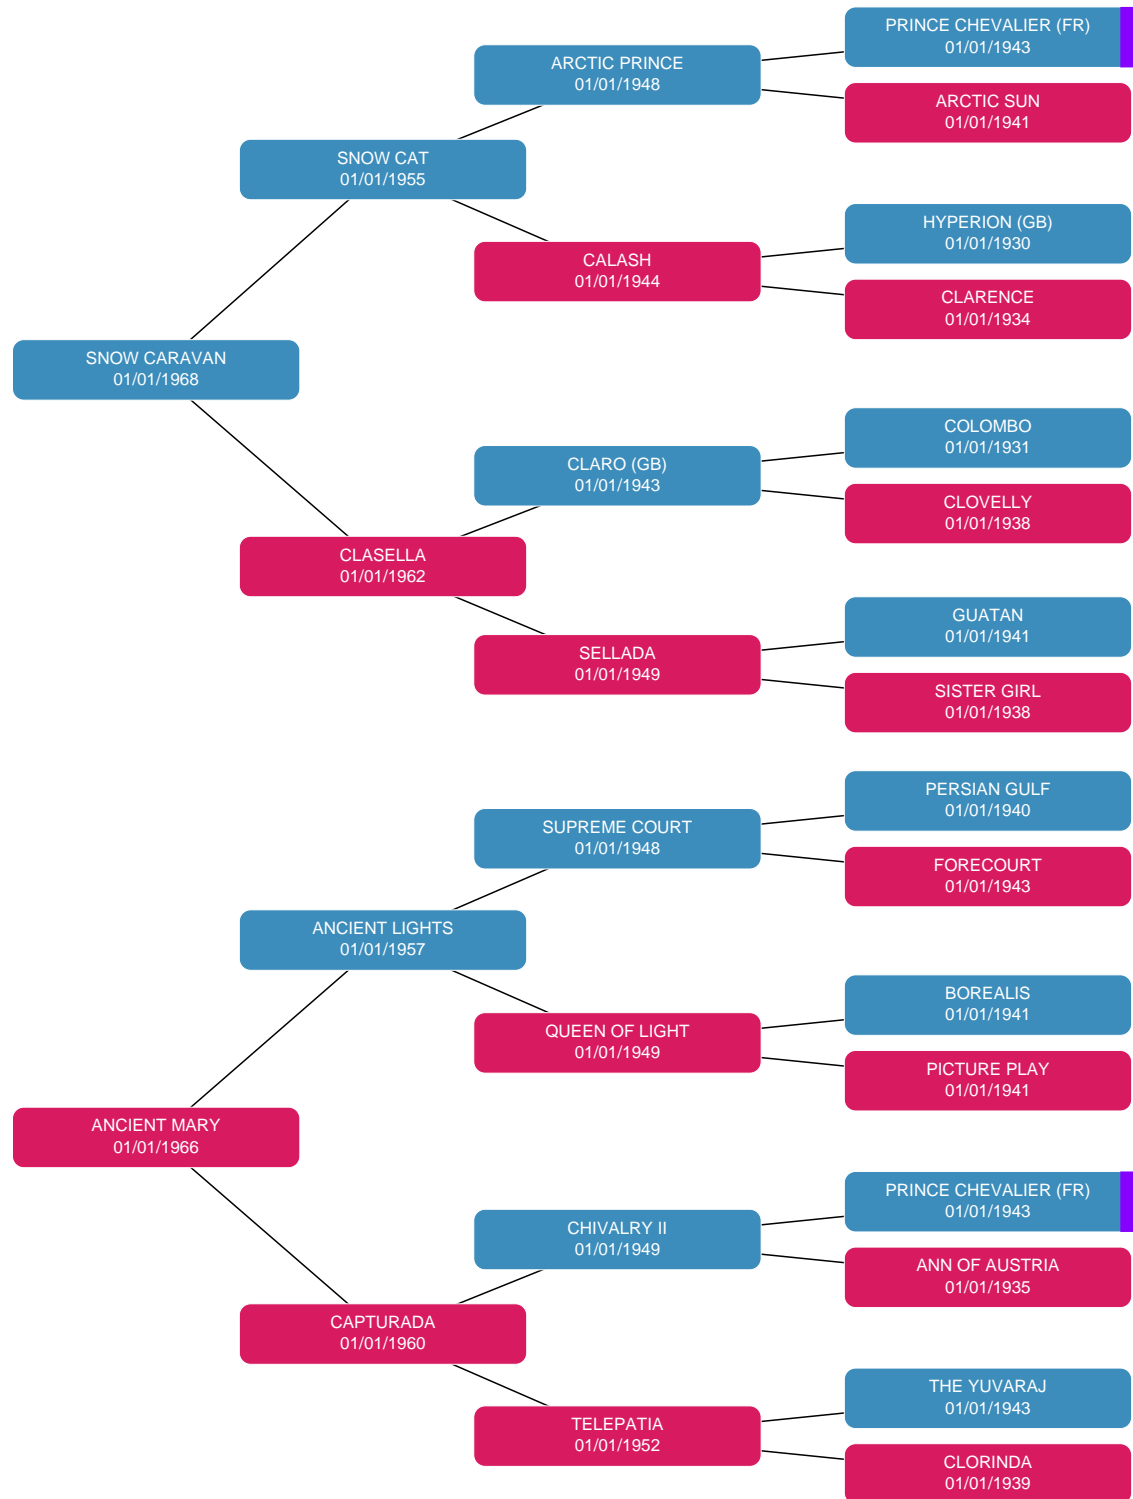 PRINCE CHEVALIER (FR)
01/01/1943
ARCTIC PRINCE
01/01/1948
ARCTIC SUN
01/01/1941
SNOW CAT
01/01/1955
HYPERION (GB)
01/01/1930
CALASH
01/01/1944
CLARENCE
01/01/1934
SNOW CARAVAN
01/01/1968
COLOMBO
01/01/1931
CLARO (GB)
01/01/1943
CLOVELLY
01/01/1938
CLASELLA
01/01/1962
GUATAN
01/01/1941
SELLADA
01/01/1949
SISTER GIRL
01/01/1938
PERSIAN GULF
01/01/1940
SUPREME COURT
01/01/1948
FORECOURT
01/01/1943
ANCIENT LIGHTS
01/01/1957
BOREALIS
01/01/1941
QUEEN OF LIGHT
01/01/1949
PICTURE PLAY
01/01/1941
ANCIENT MARY
01/01/1966
PRINCE CHEVALIER (FR)
01/01/1943
CHIVALRY II
01/01/1949
ANN OF AUSTRIA
01/01/1935
CAPTURADA
01/01/1960
THE YUVARAJ
01/01/1943
TELEPATIA
01/01/1952
CLORINDA
01/01/1939